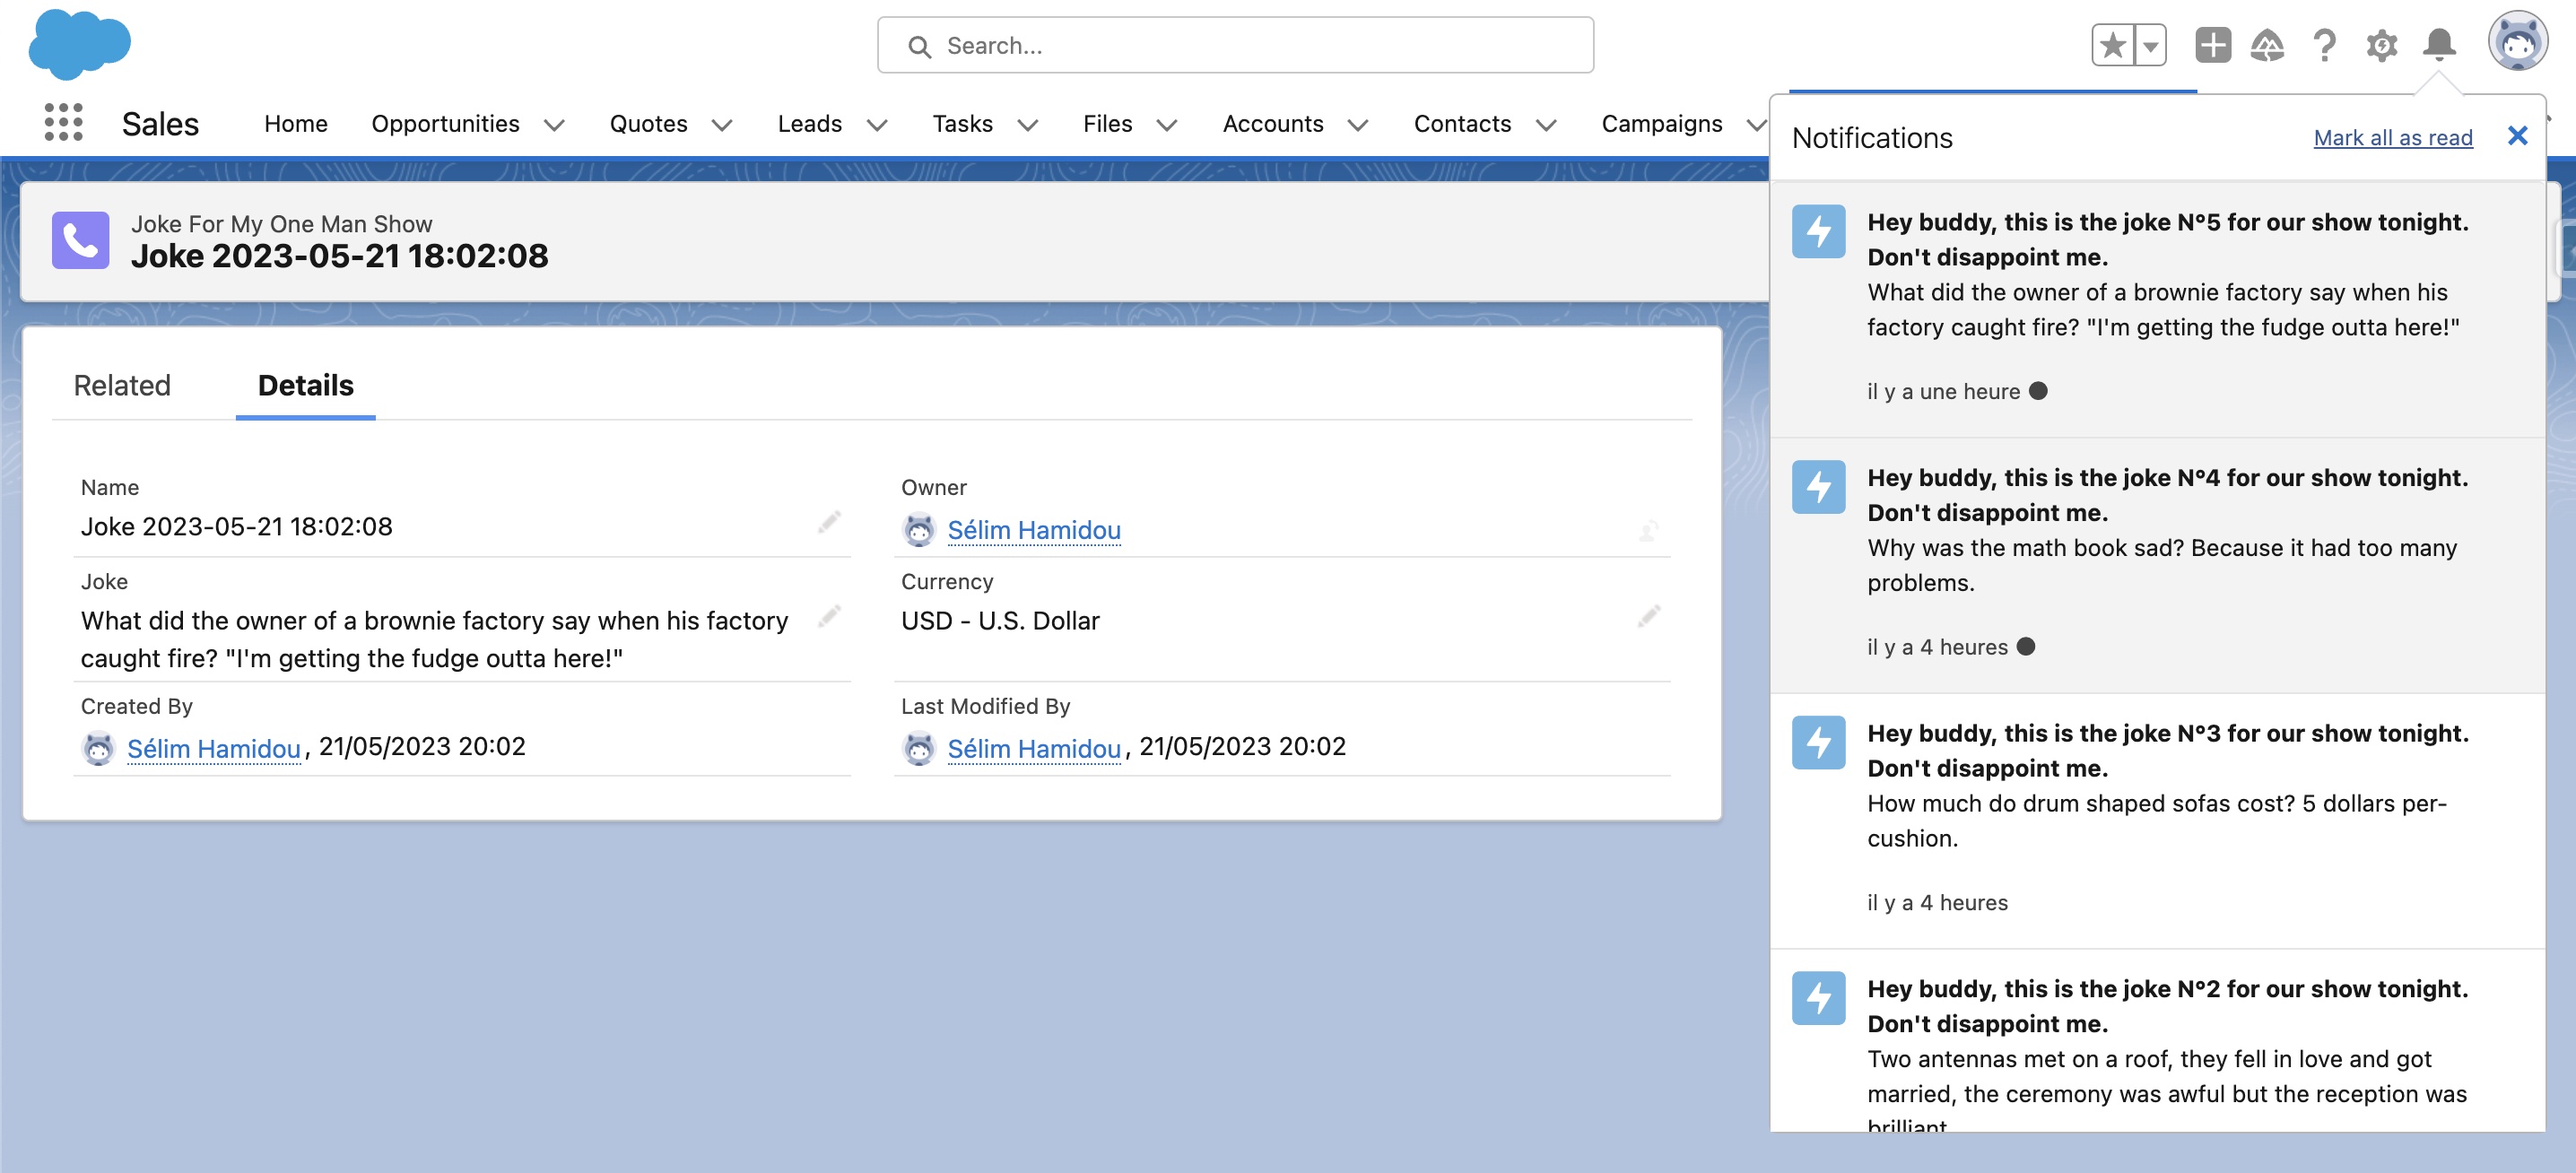 Search...
Sales
Home
Opportunities
Quotes
Leads
Tasks
Files
Accounts
Contacts
Campaigns
Joke For My One Man Show
Joke 2023-05-21 18:02:08
Related
Details
Name
Joke 2023-05-21 18:02:08
Owner
Sélim Hamidou
Joke
What did the owner of a brownie factory say when his factory
caught fire? "I'm getting the fudge outta here!"
Currency
USD - U.S. Dollar
Created By
Sélim Hamidou, 21/05/2023 20:02
Last Modified By
Sélim Hamidou, 21/05/2023 20:02
Notifications
Mark all as read
Hey buddy, this is the joke N°5 for our show tonight.
Don't disappoint me.
What did the owner of a brownie factory say when his
factory caught fire? "I'm getting the fudge outta here!"
il y a une heure
Hey buddy, this is the joke N°4 for our show tonight.
Don't disappoint me.
Why was the math book sad? Because it had too many
problems.
il y a 4 heures
Hey buddy, this is the joke N°3 for our show tonight.
Don't disappoint me.
How much do drum shaped sofas cost? 5 dollars per-
cushion.
il y a 4 heures
Hey buddy, this is the joke N°2 for our show tonight.
Don't disappoint me.
Two antennas met on a roof, they fell in love and got
married, the ceremony was awful but the reception was
brilliant